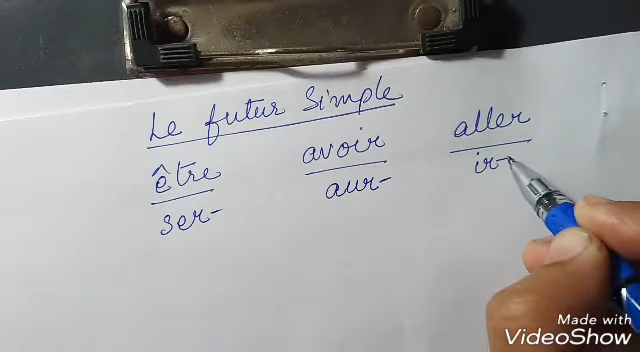 Le futur simple
être avoir aller
ser- aur- ir-
Made with
VideoShow